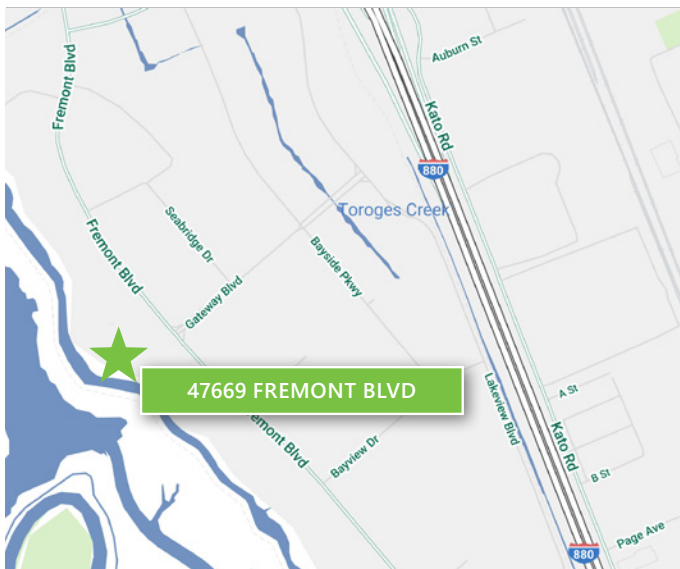 Fremont Blvd
Auburn St
Kato Rd
880
Toroges Creek
Seabridge Dr
Bayside Pkwy
Fremont Blvd
Gateway Blvd
47669 FREMONT BLVD
Lakeview Blvd
A St
emont Blvd
Kato Rd
Bayview Dr
B St
Page Ave
880